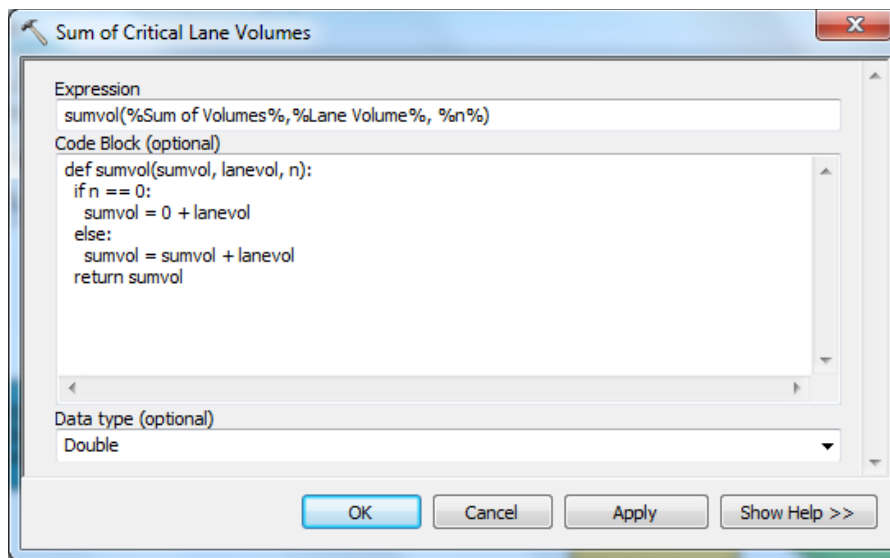 Sum of Critical Lane Volumes
Expression
sumvol(%Sum of Volumes%,%Lane Volume%, %n%)
Code Block (optional)
def sumvol(sumvol, lanevol, n):
  if n == 0:
    sumvol = 0 + lanevol
  else:
    sumvol = sumvol + lanevol
  return sumvol
Data type (optional)
Double
OK Cancel Apply Show Help >>